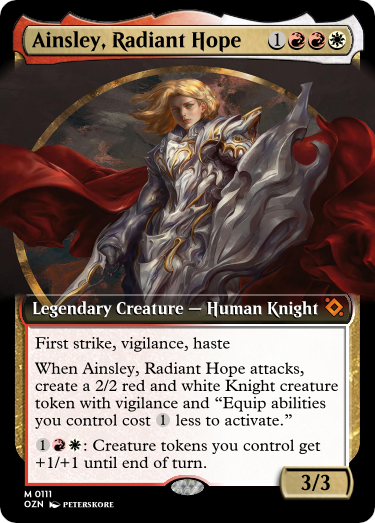 Ainsley, Radiant Hope 1
Legendary Creature — Human Knight
First strike, vigilance, haste
When Ainsley, Radiant Hope attacks,
create a 2/2 red and white Knight creature
token with vigilance and “Equip abilities
you control cost 1 less to activate.”
1: Creature tokens you control get
+1/+1 until end of turn.
3/3
M 0111
OZN PETERSKORE